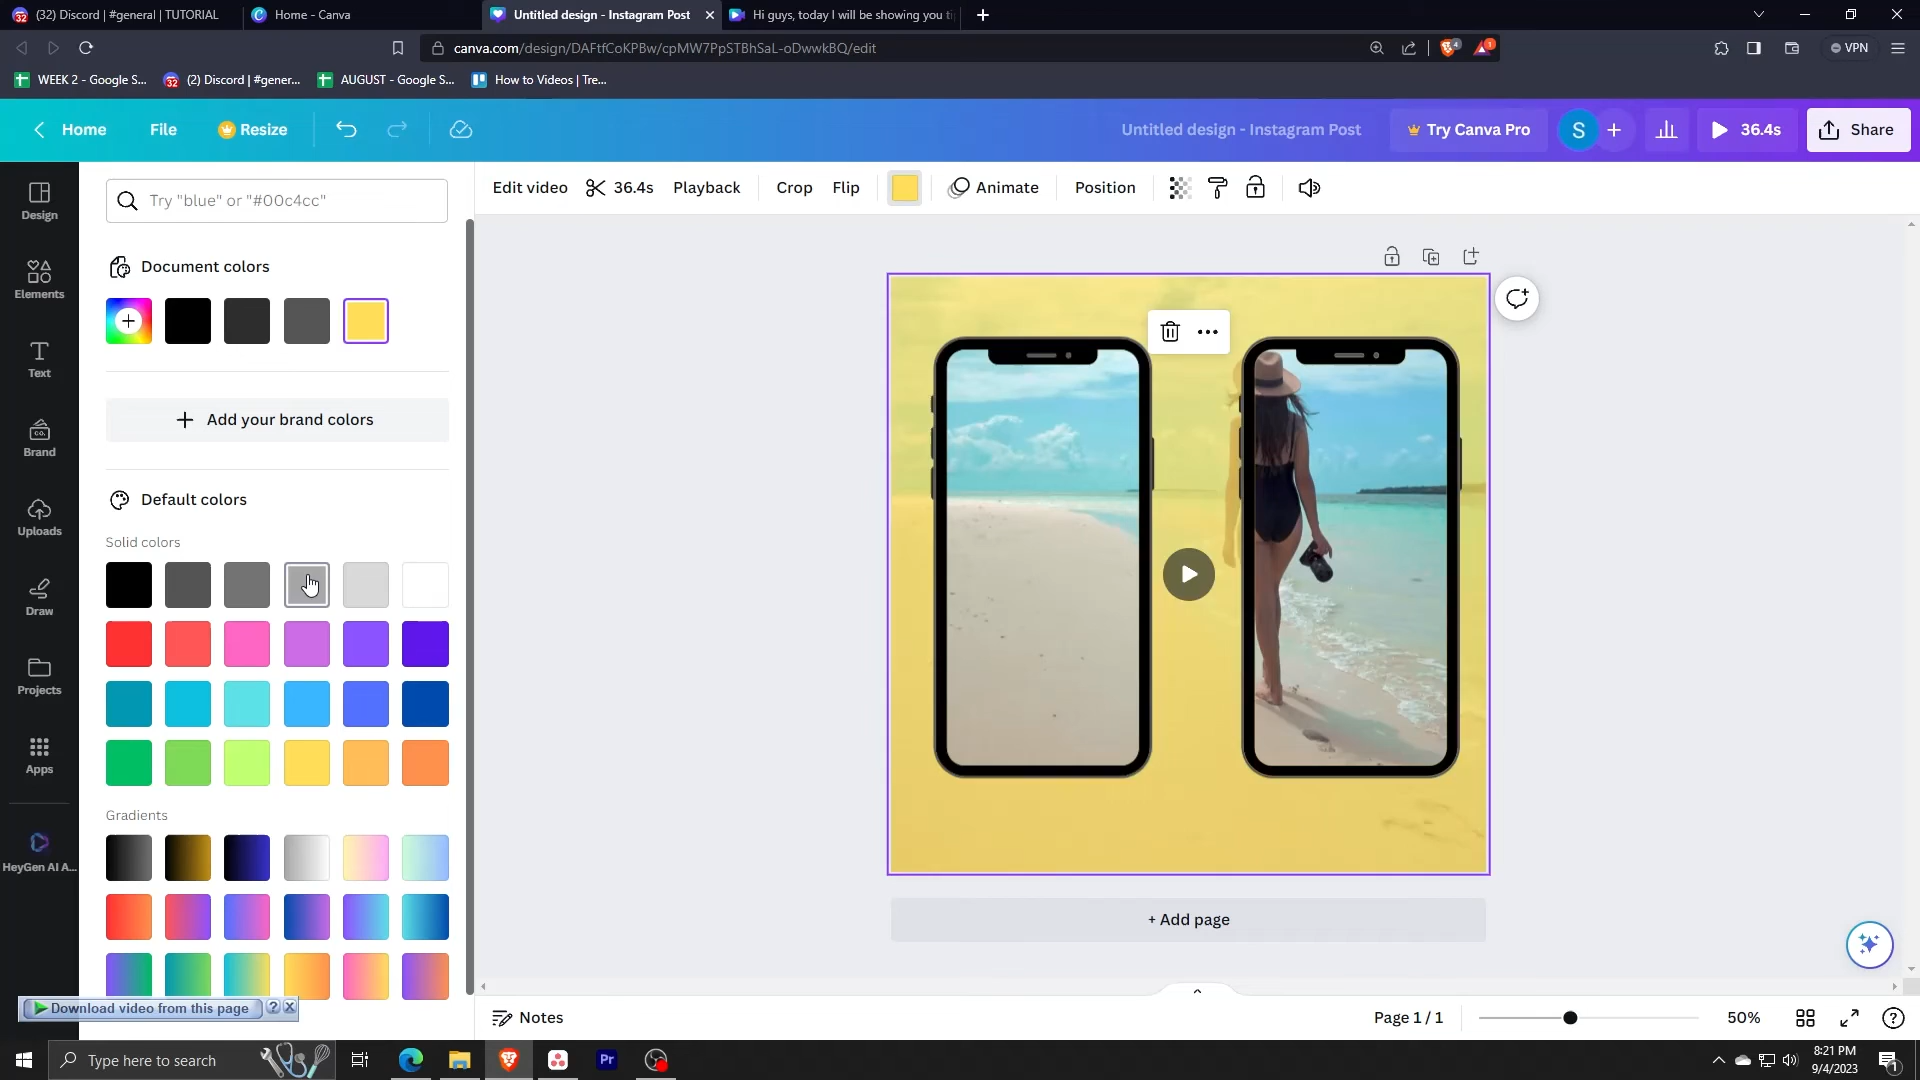 (32) Discord | #general | TUTORIAL
Home - Canva
Untitled design - Instagram Post
Hi guys, today I will be showing you ti
canva.com/design/DAFtfCoKPBw/cpMW7PpSTBhSaL-oDwwkBQ/edit
VPN
WEEK 2 - Google S...
(2) Discord | #gener...
AUGUST - Google S...
How to Videos | Tre...
Home
File
Resize
Untitled design - Instagram Post
Try Canva Pro
S
36.4s
Share
Edit video
36.4s
Playback
Crop
Flip
Animate
Position
Design
Elements
Text
Brand
Uploads
Draw
Projects
Apps
HeyGen AI A...
Try "blue" or "#00c4cc"
Document colors
Add your brand colors
Default colors
Solid colors
Gradients
Download video from this page
+ Add page
Notes
Page 1 / 1
50%
Type here to search
8:21 PM
9/4/2023